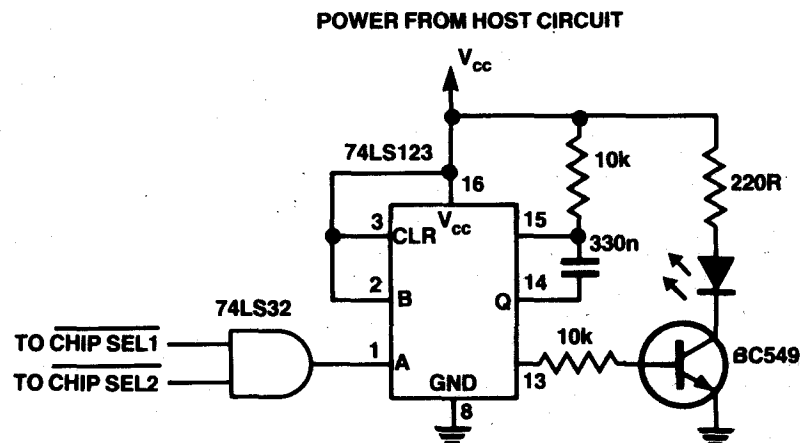 POWER FROM HOST CIRCUIT
Vcc
74LS123
16
10k
220R
3
CLR
Vcc
15
330n
2
B
14
Q
74LS32
TO CHIP SEL1
1
A
10k
BC549
TO CHIP SEL2
GND
13
8